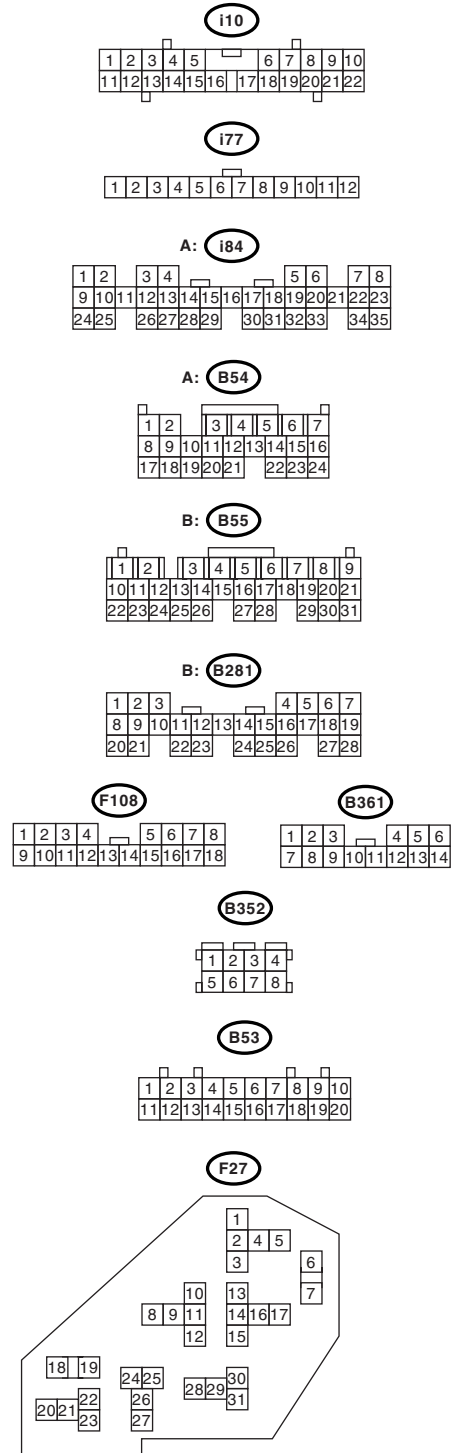 i10
1 2 3 4 5 6 7 8 9 10
11 12 13 14 15 16 17 18 19 20 21 22
i77
1 2 3 4 5 6 7 8 9 10 11 12
A: i84
1 2 3 4 5 6 7 8
9 10 11 12 13 14 15 16 17 18 19 20 21 22 23
24 25 26 27 28 29 30 31 32 33 34 35
A: B54
1 2 3 4 5 6 7
8 9 10 11 12 13 14 15 16
17 18 19 20 21 22 23 24
B: B55
1 2 3 4 5 6 7 8 9
10 11 12 13 14 15 16 17 18 19 20 21
22 23 24 25 26 27 28 29 30 31
B: B281
1 2 3 4 5 6 7
8 9 10 11 12 13 14 15 16 17 18 19
20 21 22 23 24 25 26 27 28
F108
1 2 3 4 5 6 7 8
9 10 11 12 13 14 15 16 17 18
B361
1 2 3 4 5 6
7 8 9 10 11 12 13 14
B352
1 2 3 4
5 6 7 8
B53
1 2 3 4 5 6 7 8 9 10
11 12 13 14 15 16 17 18 19 20
F27
1
2 4 5
3 6
7
10 13
8 9 11 14 16 17
12 15
18 19
24 25 30
28 29 31
20 21 22 26
23 27